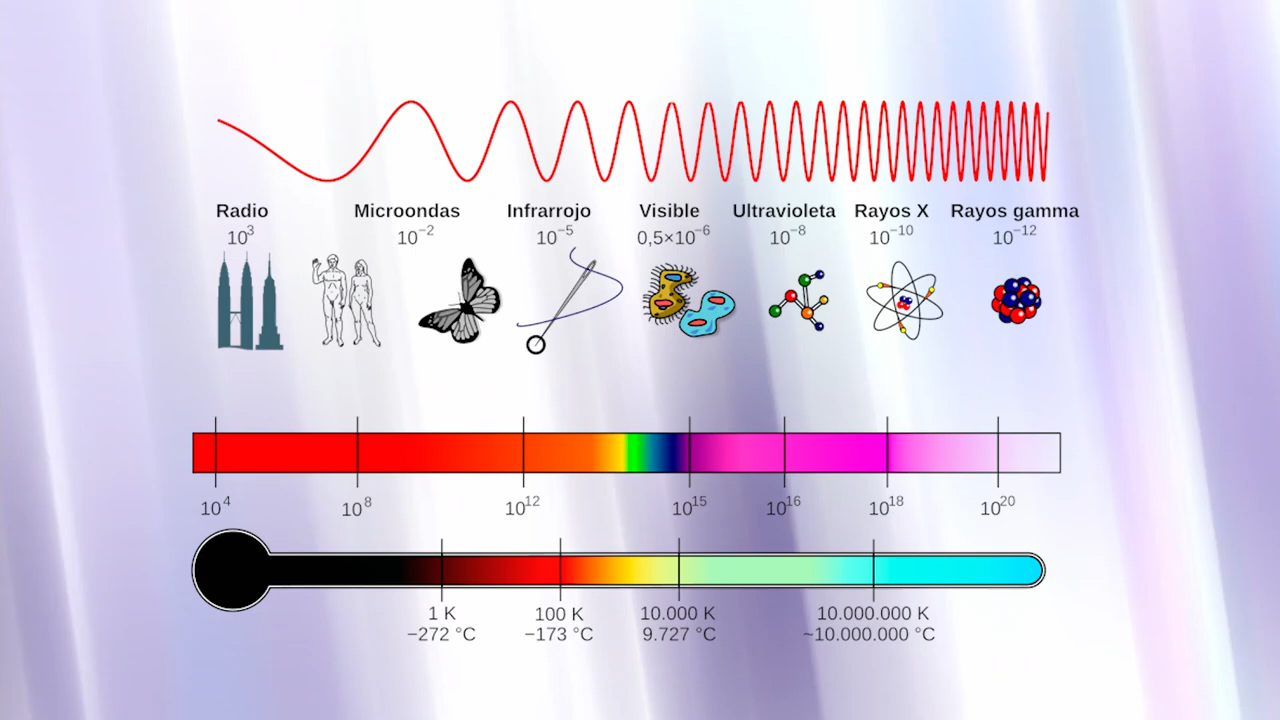 Radio Microondas Infrarrojo Visible Ultravioleta Rayos X Rayos gamma
10³ 10⁻² 10⁻⁵ 0,5×10⁻⁶ 10⁻⁸ 10⁻¹⁰ 10⁻¹²
10⁴ 10⁸ 10¹² 10¹⁵ 10¹⁶ 10¹⁸ 10²⁰
1 K 100 K 10.000 K 10.000.000 K
−272 °C −173 °C 9.727 °C ~10.000.000 °C